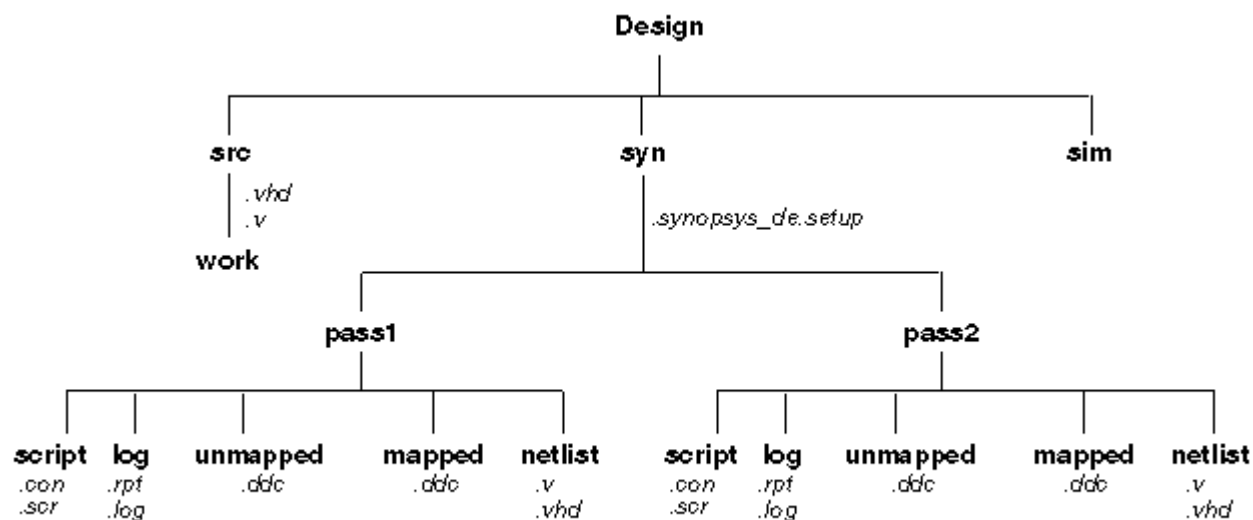 Design
src syn sim
.vhd
.v
.synopsys_de.setup
work
pass1 pass2
script log unmapped mapped netlist script log unmapped mapped netlist
.con .rpt .ddc .ddc .v .con .rpt .ddc .ddc .v
.scr .log .vhd .scr .log .vhd